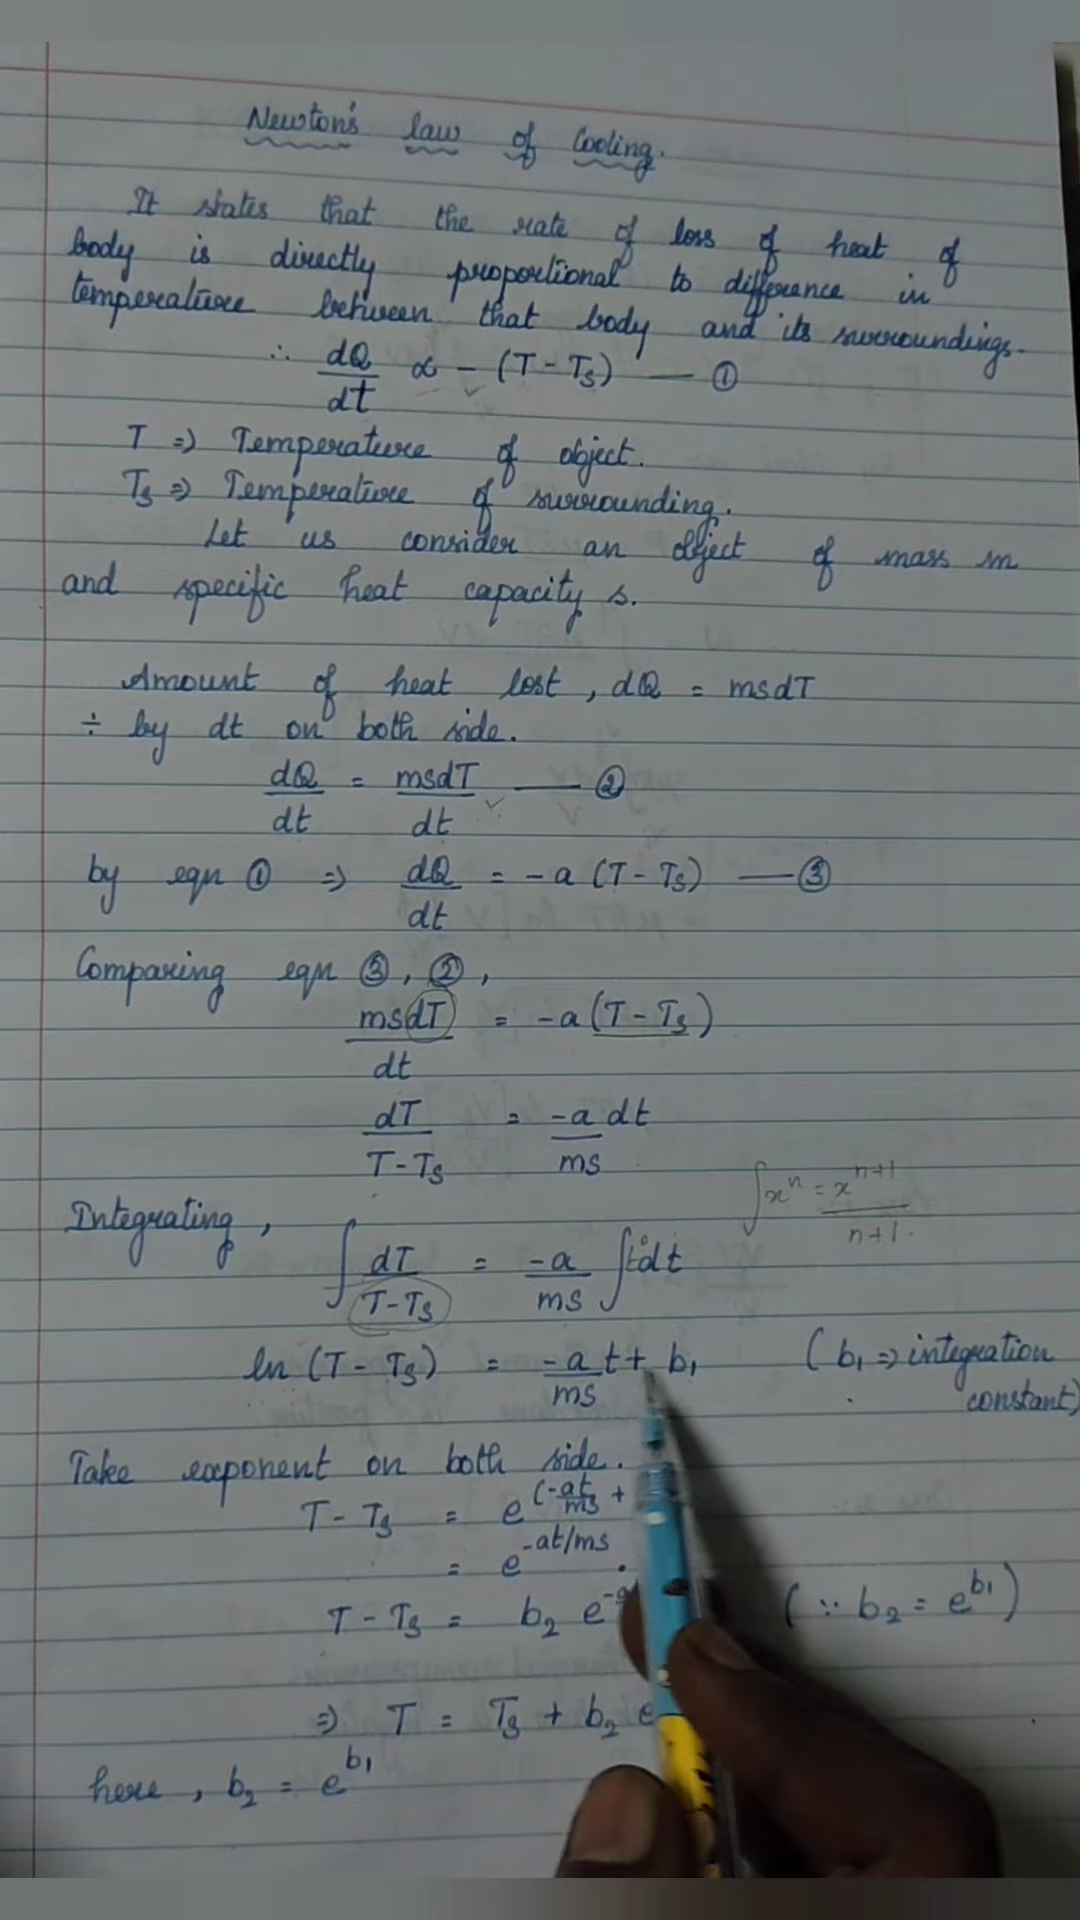 Newton's law of Cooling.
It states that the rate of loss of heat of
body is directly proportional to difference in
temperature between that body and its surroundings.
∴ dQ/dt ∝ - (T - Ts) — ①
T ⇒ Temperature of object.
Ts ⇒ Temperature of surrounding.
Let us consider an object of mass m
and specific heat capacity s.
Amount of heat lost, dQ = msdT
÷ by dt on both side.
dQ/dt = msdT/dt — ②
by eqn ① ⇒ dQ/dt = -a (T - Ts) — ③
Comparing eqn ③, ②,
msdT/dt = -a (T - Ts)
dT/T - Ts = -a/ms dt
∫xⁿ = xⁿ⁺¹/n+1.
Integrating,
∫ dT/T - Ts = -a/ms ∫t⁰dt
ln (T - Ts) = -a/ms t + b₁ (b₁ ⇒ integration
constant)
Take exponent on both side.
T - Ts = e^(-at/ms +
= e^-at/ms .
T - Ts = b₂ e^- (∵ b₂ = e^b₁)
⇒ T = Ts + b₂ e
here, b₂ = e^b₁